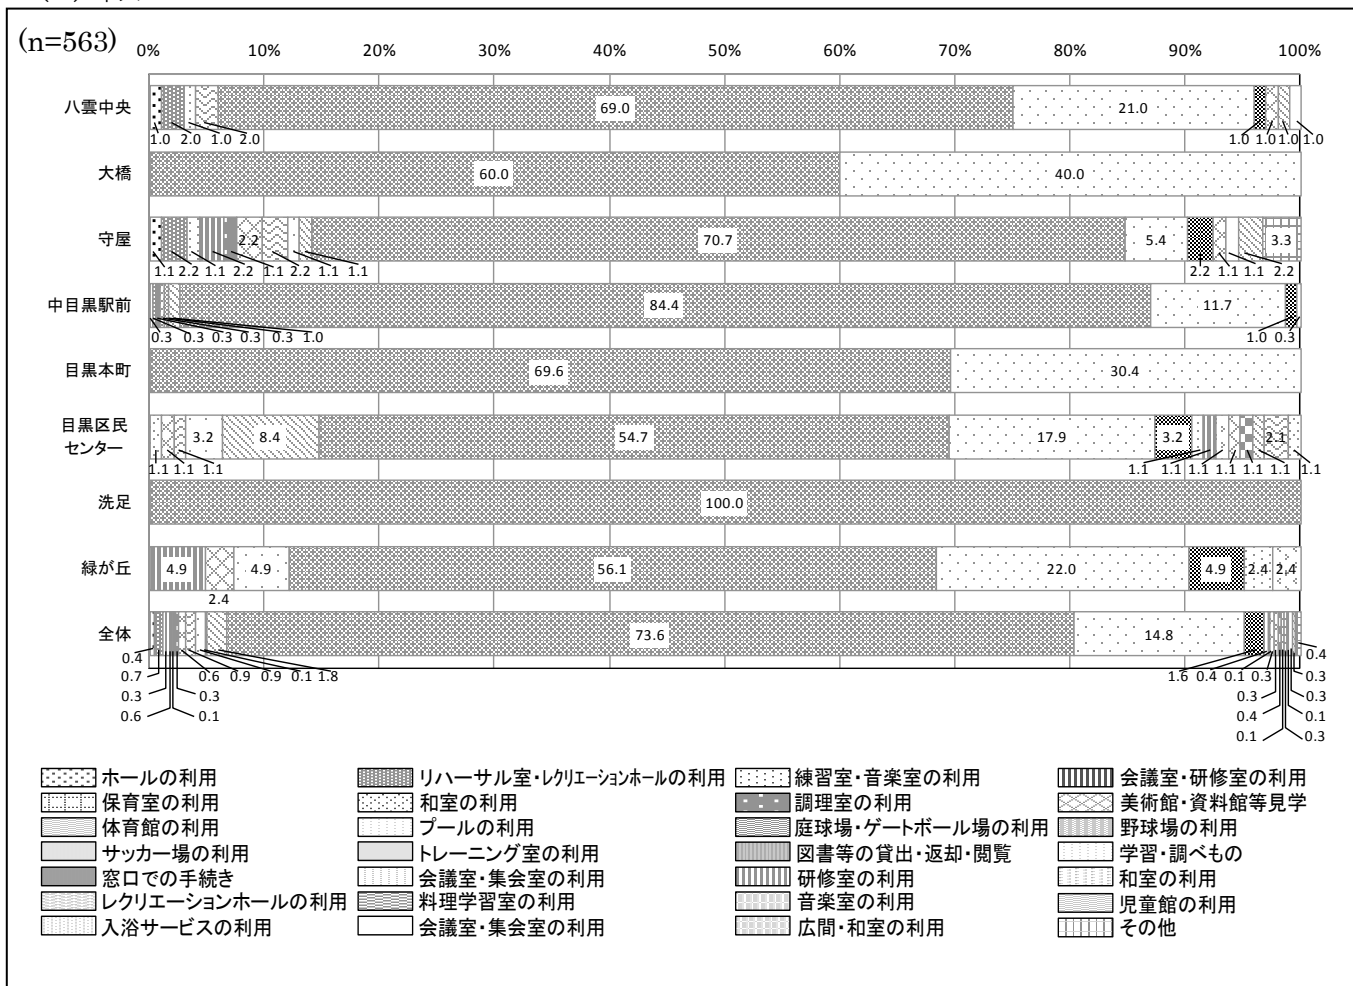 (n=563)
0% 10% 20% 30% 40% 50% 60% 70% 80% 90% 100%
八雲中央 69.0 21.0
1.0 2.0 1.0 2.0 1.0 1.0 1.0 1.0
大橋 60.0 40.0
守屋 2.2 70.7 5.4 3.3
1.1 2.2 1.1 2.2 1.1 2.2 1.1 1.1 2.2 1.1 1.1 2.2
中目黒駅前 84.4 11.7
0.3 0.3 0.3 0.3 0.3 1.0 1.0 0.3
目黒本町 69.6 30.4
目黒区民
センター 3.2 8.4 54.7 17.9 3.2 2.1
1.1 1.1 1.1 1.1 1.1 1.1 1.1 1.1 1.1 1.1 1.1
洗足 100.0
緑が丘 4.9 4.9 56.1 22.0 4.9 2.4 2.4
2.4
全体 73.6 14.8
0.4 0.4
0.7 0.6 0.9 0.9 0.1 1.8 1.6 0.4 0.1 0.3 0.3
0.3 0.3 0.3 0.3
0.6 0.1 0.4 0.1
0.1 0.3
ホールの利用 リハーサル室・レクリエーションホールの利用 練習室・音楽室の利用 会議室・研修室の利用
保育室の利用 和室の利用 調理室の利用 美術館・資料館等見学
体育館の利用 プールの利用 庭球場・ゲートボール場の利用 野球場の利用
サッカー場の利用 トレーニング室の利用 図書等の貸出・返却・閲覧 学習・調べもの
窓口での手続き 会議室・集会室の利用 研修室の利用 和室の利用
レクリエーションホールの利用 料理学習室の利用 音楽室の利用 児童館の利用
入浴サービスの利用 会議室・集会室の利用 広間・和室の利用 その他